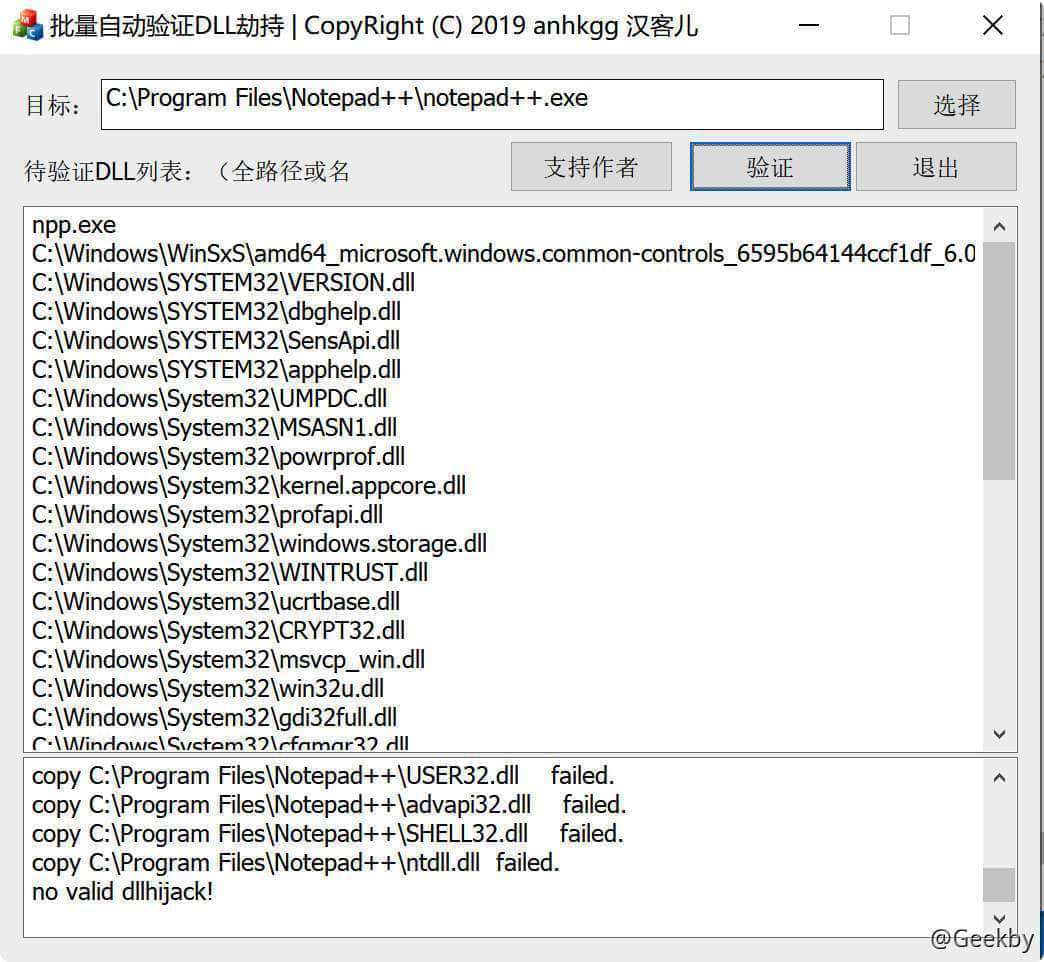 批量自动验证DLL劫持 | CopyRight (C) 2019 anhkgg 汉客儿
目标：
C:\Program Files\Notepad++\notepad++.exe
选择
待验证DLL列表：（全路径或名
支持作者
验证
退出
npp.exe
C:\Windows\WinSxS\amd64_microsoft.windows.common-controls_6595b64144ccf1df_6.0
C:\Windows\SYSTEM32\VERSION.dll
C:\Windows\SYSTEM32\dbghelp.dll
C:\Windows\SYSTEM32\SensApi.dll
C:\Windows\SYSTEM32\apphelp.dll
C:\Windows\System32\UMPDC.dll
C:\Windows\System32\MSASN1.dll
C:\Windows\System32\powrprof.dll
C:\Windows\System32\kernel.appcore.dll
C:\Windows\System32\profapi.dll
C:\Windows\System32\windows.storage.dll
C:\Windows\System32\WINTRUST.dll
C:\Windows\System32\ucrtbase.dll
C:\Windows\System32\CRYPT32.dll
C:\Windows\System32\msvcp_win.dll
C:\Windows\System32\win32u.dll
C:\Windows\System32\gdi32full.dll
C:\Windows\System32\cfgmgr32.dll
copy C:\Program Files\Notepad++\USER32.dll failed.
copy C:\Program Files\Notepad++\advapi32.dll failed.
copy C:\Program Files\Notepad++\SHELL32.dll failed.
copy C:\Program Files\Notepad++\ntdll.dll failed.
no valid dllhijack!
@Geekby